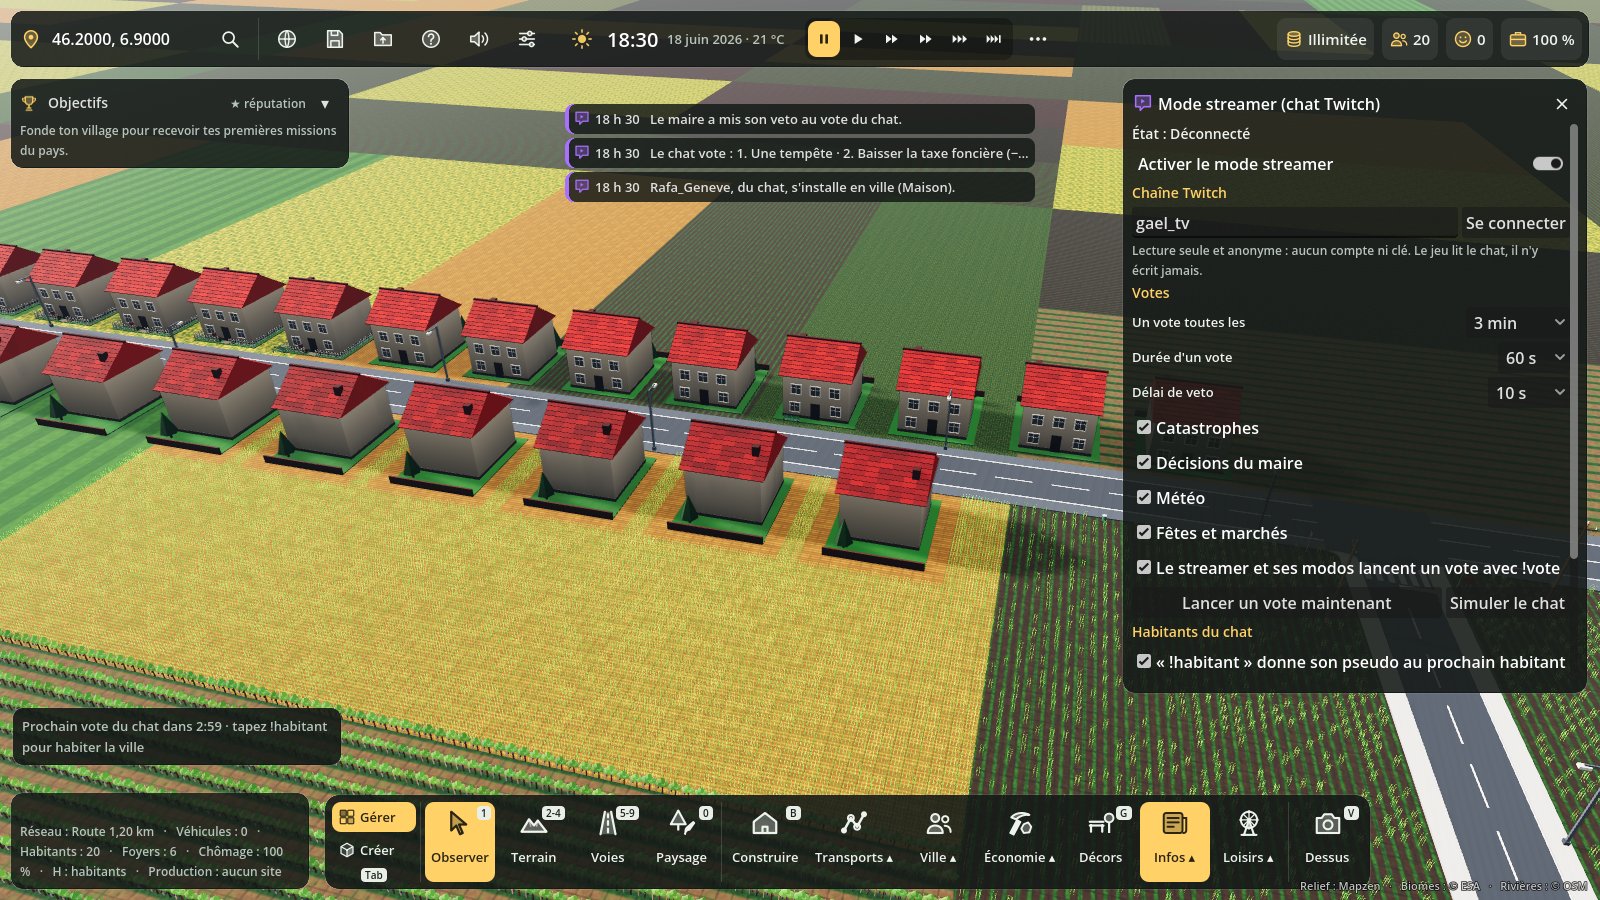 46.2000, 6.9000
18:30 18 juin 2026 · 21 °C
Illimitée
20
0
100 %
Objectifs
★ réputation ▼
Fonde ton village pour recevoir tes premières missions
du pays.
18 h 30 Le maire a mis son veto au vote du chat.
18 h 30 Le chat vote : 1. Une tempête · 2. Baisser la taxe foncière (−...
18 h 30 Rafa_Geneve, du chat, s'installe en ville (Maison).
Mode streamer (chat Twitch)
État : Déconnecté
Activer le mode streamer
Chaîne Twitch
gael_tv Se connecter
Lecture seule et anonyme : aucun compte ni clé. Le jeu lit le chat, il n'y
écrit jamais.
Votes
Un vote toutes les 3 min
Durée d'un vote 60 s
Délai de veto 10 s
Catastrophes
Décisions du maire
Météo
Fêtes et marchés
Le streamer et ses modos lancent un vote avec !vote
Lancer un vote maintenant Simuler le chat
Habitants du chat
« !habitant » donne son pseudo au prochain habitant
Prochain vote du chat dans 2:59 · tapez !habitant
pour habiter la ville
Réseau : Route 1,20 km · Véhicules : 0 ·
Habitants : 20 · Foyers : 6 · Chômage : 100
% · H : habitants · Production : aucun site
Gérer
Créer
Tab
1
Observer
2-4
Terrain
5-9
Voies
0
Paysage
B
Construire
Transports ▴
Ville ▴
Économie ▴
G
Décors
Infos ▴
Loisirs ▴
V
Dessus
Relief : Mapzen · Biomes : © ESA · Rivières : © OSM